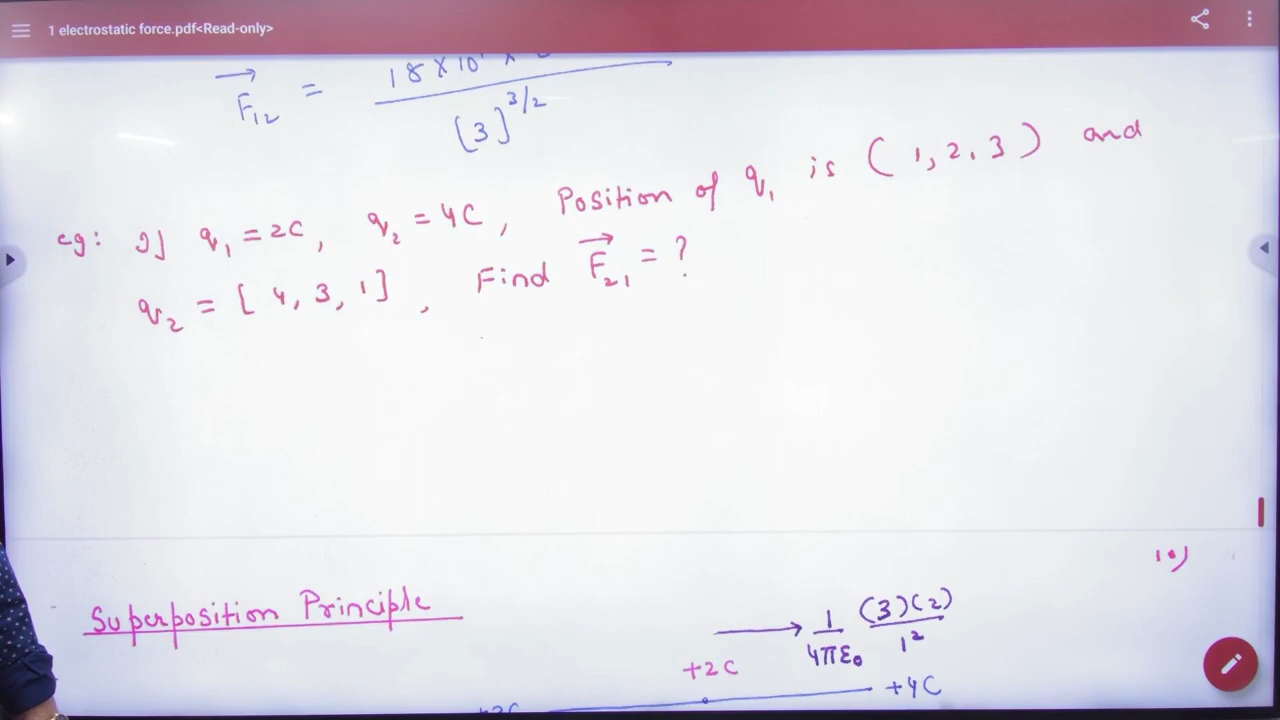 1 electrostatic force.pdf<Read-only>
F₁₂ = 18 × 10
[3]^3/2
eg: 2] q₁ = 2C, q₂ = 4C, Position of q₁ is (1, 2, 3) and
q₂ = [4, 3, 1], Find F₂₁ = ?
10)
Superposition Principle
1/4πε₀ (3)(2)/1²
+2C
+4C